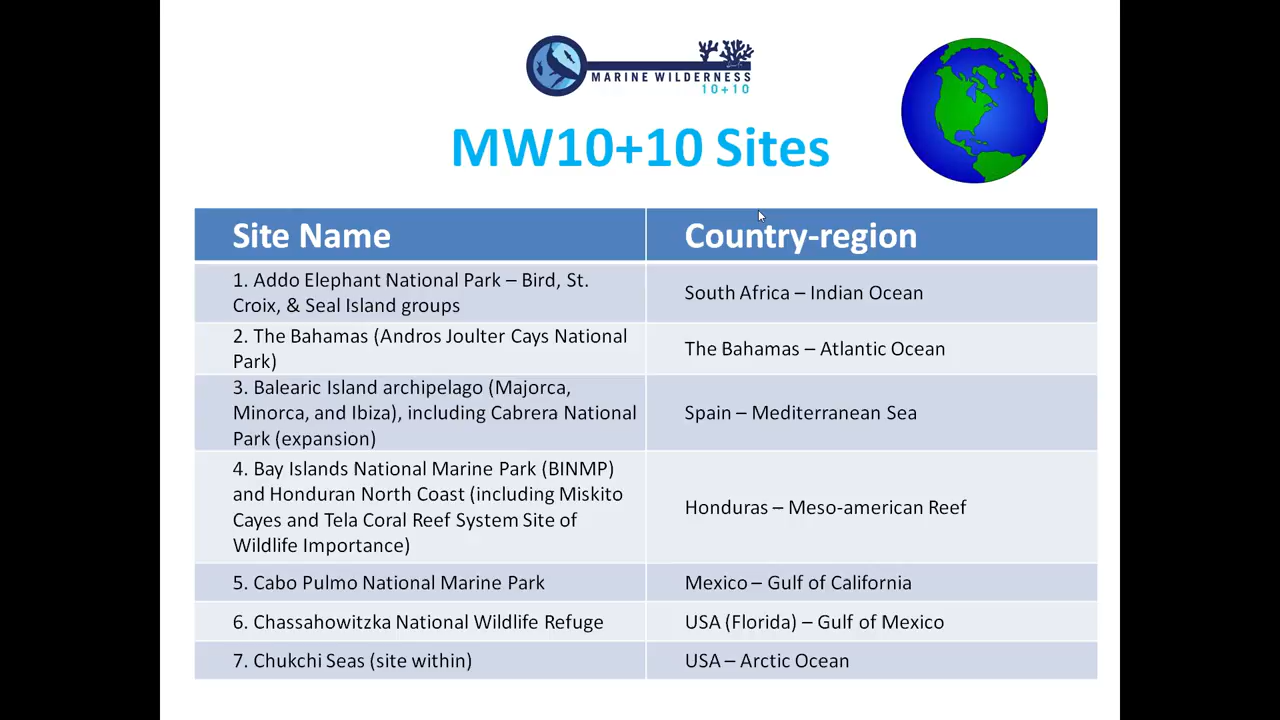 MARINE WILDERNESS
10+10
MW10+10 Sites
Site Name
Country-region
1. Addo Elephant National Park – Bird, St.
Croix, & Seal Island groups
South Africa – Indian Ocean
2. The Bahamas (Andros Joulter Cays National
Park)
The Bahamas – Atlantic Ocean
3. Balearic Island archipelago (Majorca,
Minorca, and Ibiza), including Cabrera National
Park (expansion)
Spain – Mediterranean Sea
4. Bay Islands National Marine Park (BINMP)
and Honduran North Coast (including Miskito
Cayes and Tela Coral Reef System Site of
Wildlife Importance)
Honduras – Meso-american Reef
5. Cabo Pulmo National Marine Park
Mexico – Gulf of California
6. Chassahowitzka National Wildlife Refuge
USA (Florida) – Gulf of Mexico
7. Chukchi Seas (site within)
USA – Arctic Ocean